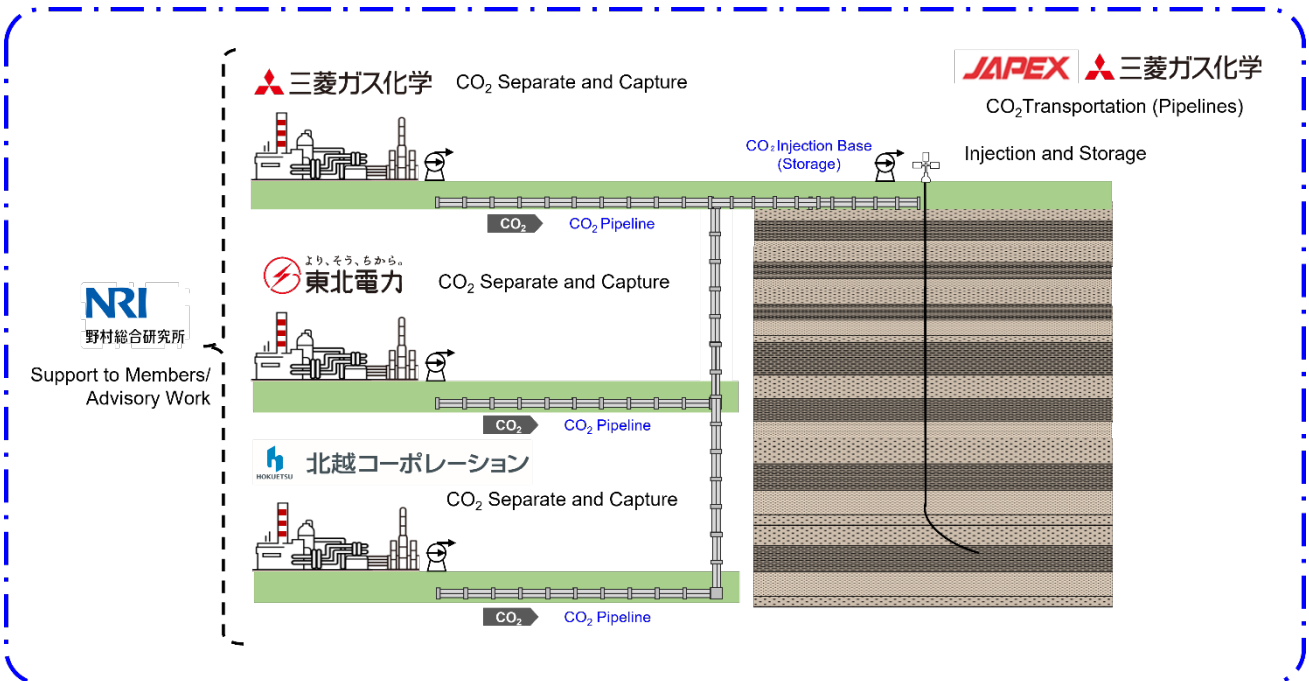 三菱ガス化学
CO₂ Separate and Capture
JAPEX 三菱ガス化学
CO₂Transportation (Pipelines)
CO₂ Injection Base
(Storage)
Injection and Storage
CO₂
CO₂ Pipeline
より、そう、ちから。
東北電力
CO₂ Separate and Capture
NRI
野村総合研究所
Support to Members/
Advisory Work
CO₂
CO₂ Pipeline
HOKUETSU
北越コーポレーション
CO₂ Separate and Capture
CO₂
CO₂ Pipeline